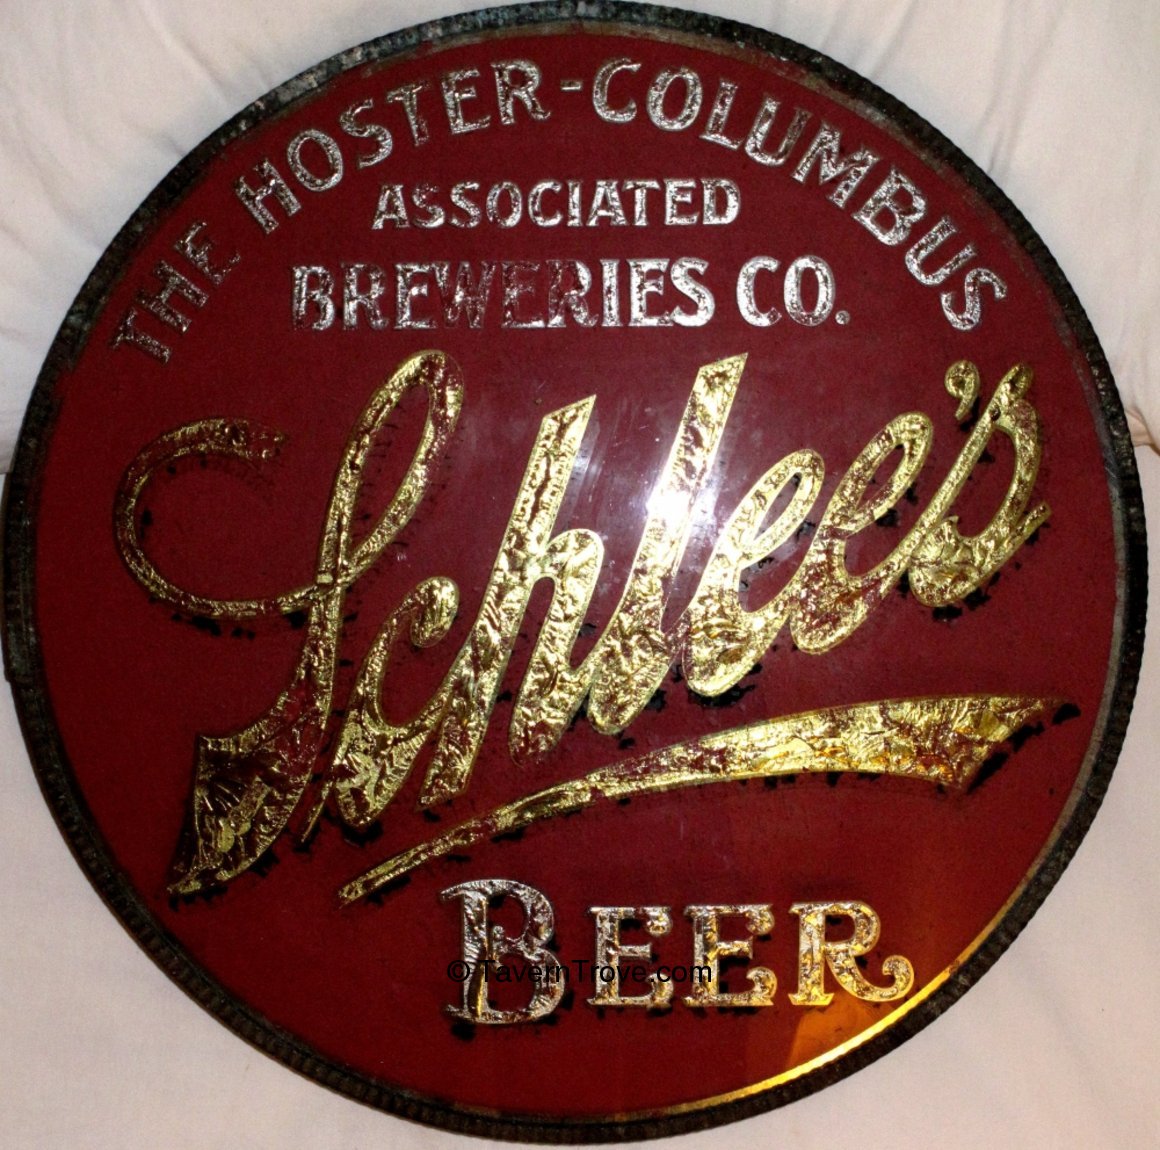 THE HOSTER-COLUMBUS
ASSOCIATED
BREWERIES CO.
Schlee's
BEER
© TavernTrove.com